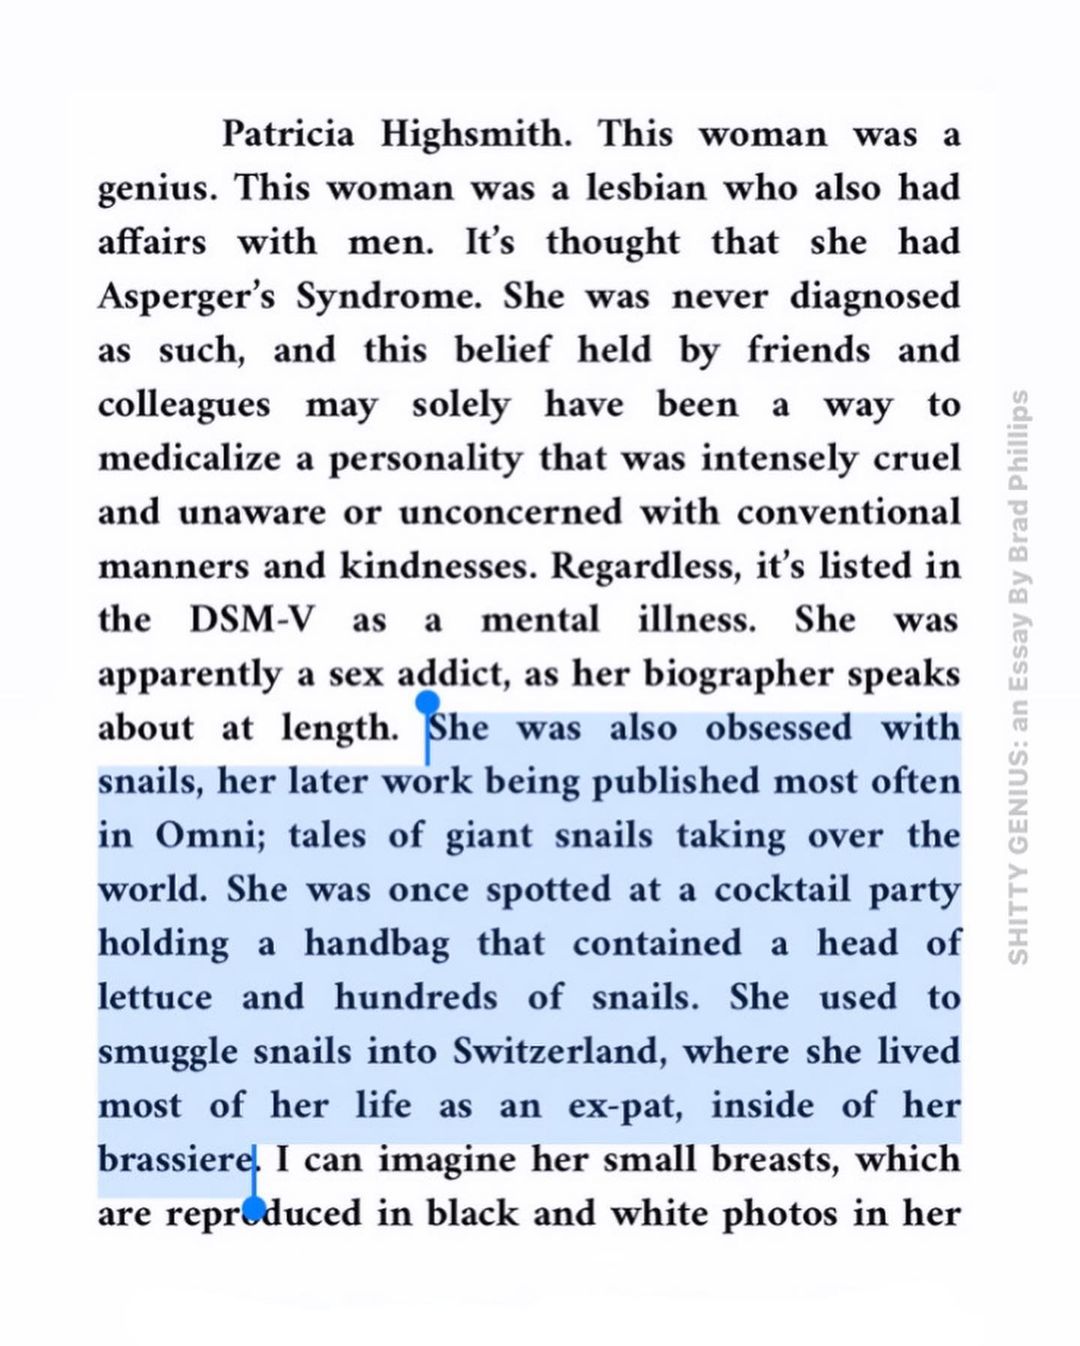 Patricia Highsmith. This woman was a
genius. This woman was a lesbian who also had
affairs with men. It’s thought that she had
Asperger’s Syndrome. She was never diagnosed
as such, and this belief held by friends and
colleagues may solely have been a way to
medicalize a personality that was intensely cruel
and unaware or unconcerned with conventional
manners and kindnesses. Regardless, it’s listed in
the DSM-V as a mental illness. She was
apparently a sex addict, as her biographer speaks
about at length. She was also obsessed with
snails, her later work being published most often
in Omni; tales of giant snails taking over the
world. She was once spotted at a cocktail party
holding a handbag that contained a head of
lettuce and hundreds of snails. She used to
smuggle snails into Switzerland, where she lived
most of her life as an ex-pat, inside of her
brassiere. I can imagine her small breasts, which
are reproduced in black and white photos in her
SHITTY GENIUS: an Essay By Brad Phillips